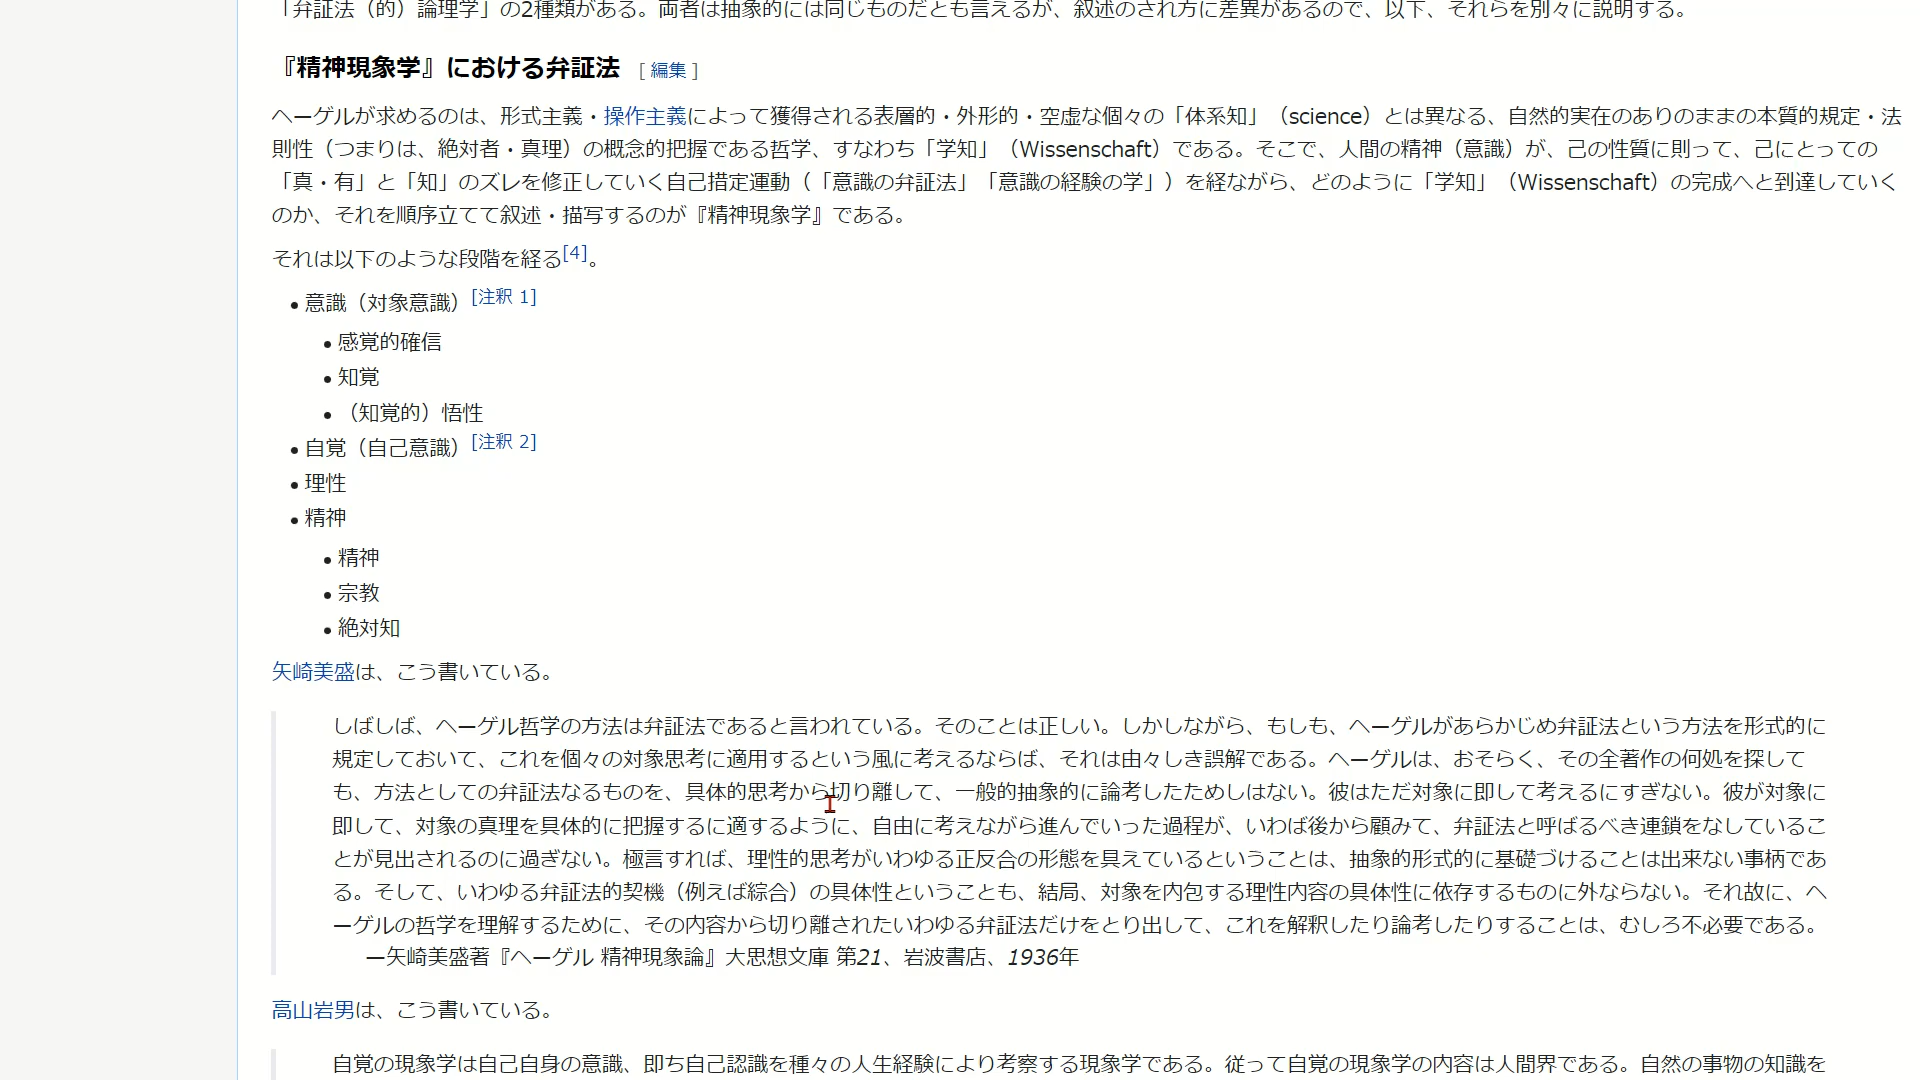 「弁証法（的）論理学」の2種類がある。両者は抽象的には同じものだとも言えるが、叙述のされ方に差異があるので、以下、それらを別々に説明する。
『精神現象学』における弁証法 [ 編集 ]
ヘーゲルが求めるのは、形式主義・操作主義によって獲得される表層的・外形的・空虚な個々の「体系知」（science）とは異なる、自然的実在のありのままの本質的規定・法
則性（つまりは、絶対者・真理）の概念的把握である哲学、すなわち「学知」（Wissenschaft）である。そこで、人間の精神（意識）が、己の性質に則って、己にとっての
「真・有」と「知」のズレを修正していく自己措定運動（「意識の弁証法」「意識の経験の学」）を経ながら、どのように「学知」（Wissenschaft）の完成へと到達していく
のか、それを順序立てて叙述・描写するのが『精神現象学』である。
それは以下のような段階を経る[4]。
• 意識（対象意識）[注釈 1]
• 感覚的確信
• 知覚
• （知覚的）悟性
• 自覚（自己意識）[注釈 2]
• 理性
• 精神
• 精神
• 宗教
• 絶対知
矢崎美盛は、こう書いている。
しばしば、ヘーゲル哲学の方法は弁証法であると言われている。そのことは正しい。しかしながら、もしも、ヘーゲルがあらかじめ弁証法という方法を形式的に
規定しておいて、これを個々の対象思考に適用するという風に考えるならば、それは由々しき誤解である。ヘーゲルは、おそらく、その全著作の何処を探して
も、方法としての弁証法なるものを、具体的思考から切り離して、一般的抽象的に論考したためしはない。彼はただ対象に即して考えるにすぎない。彼が対象に
即して、対象の真理を具体的に把握するに適するように、自由に考えながら進んでいった過程が、いわば後から顧みて、弁証法と呼ばるべき連鎖をなしているこ
とが見出されるのに過ぎない。極言すれば、理性的思考がいわゆる正反合の形態を具えているということは、抽象的形式的に基礎づけることは出来ない事柄であ
る。そして、いわゆる弁証法的契機（例えば綜合）の具体性ということも、結局、対象を内包する理性内容の具体性に依存するものに外ならない。それ故に、ヘ
ーゲルの哲学を理解するために、その内容から切り離されたいわゆる弁証法だけをとり出して、これを解釈したり論考したりすることは、むしろ不必要である。
—矢崎美盛著『ヘーゲル 精神現象論』大思想文庫 第21、岩波書店、1936年
高山岩男は、こう書いている。
自覚の現象学は自己自身の意識、即ち自己認識を種々の人生経験により考察する現象学である。従って自覚の現象学の内容は人間界である。自然の事物の知識を